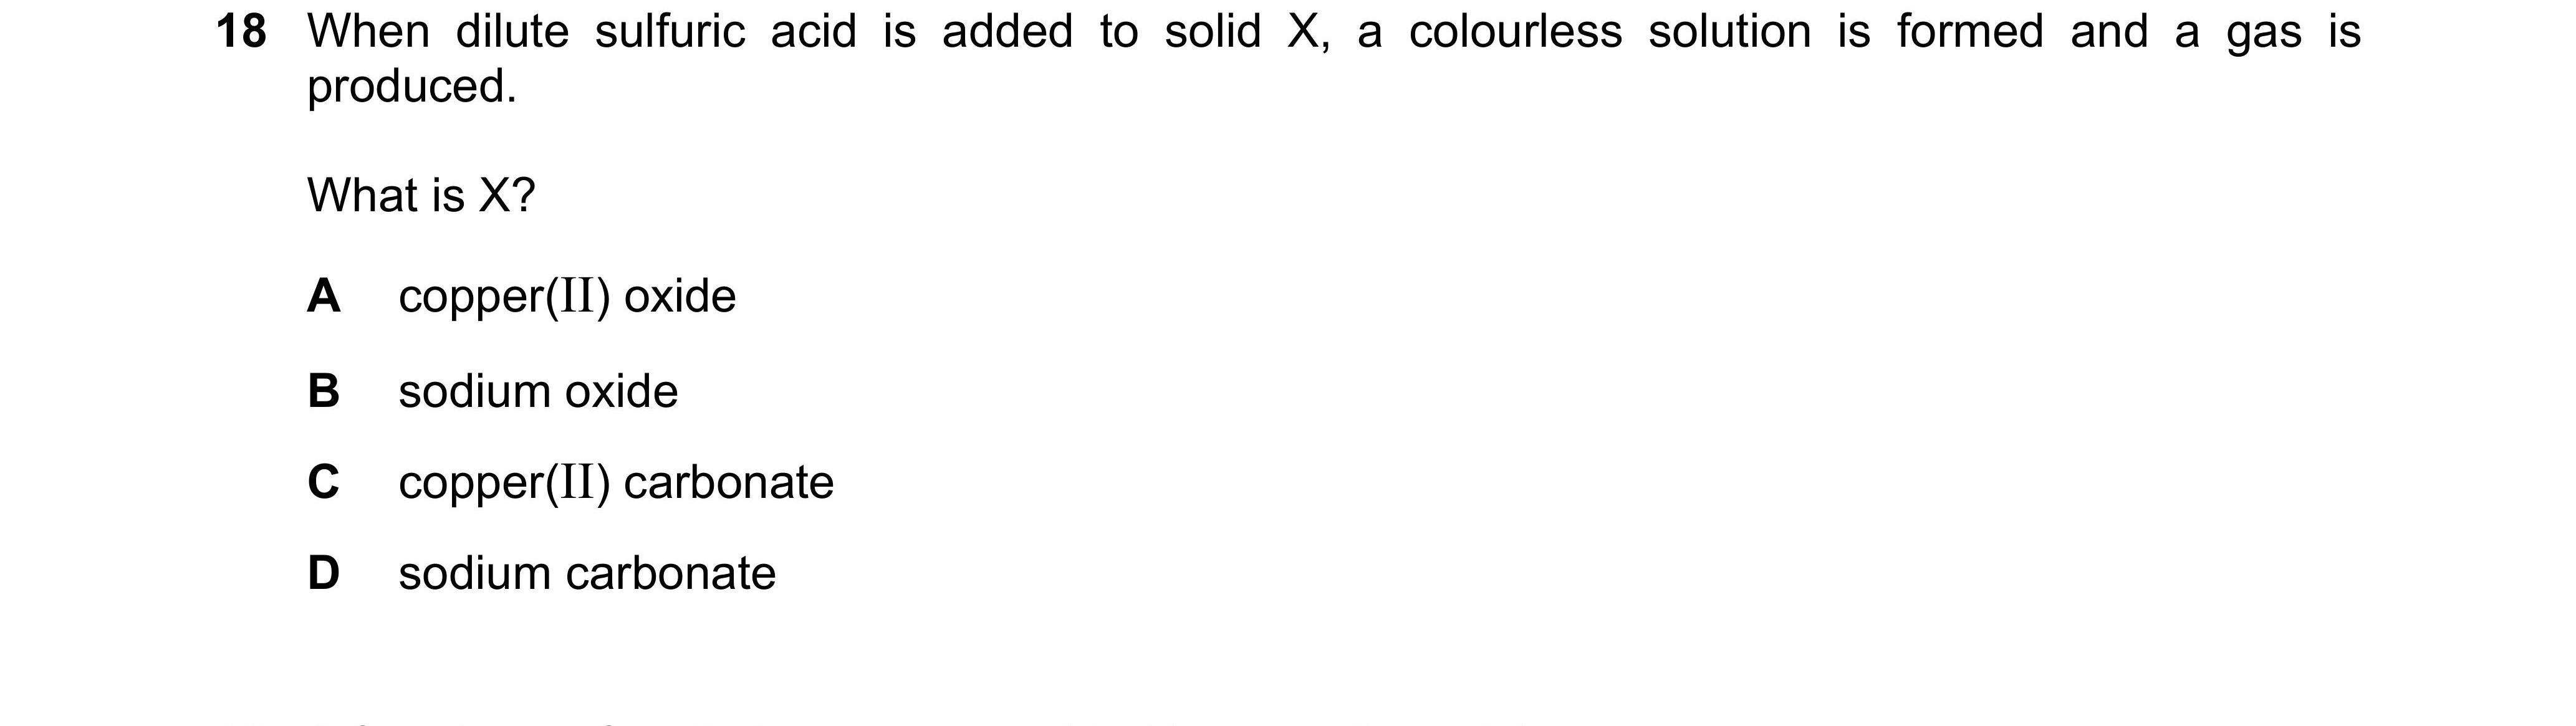 18 When dilute sulfuric acid is added to solid X, a colourless solution is formed and a gas is
produced.
What is X?
A copper(II) oxide
B sodium oxide
C copper(II) carbonate
D sodium carbonate